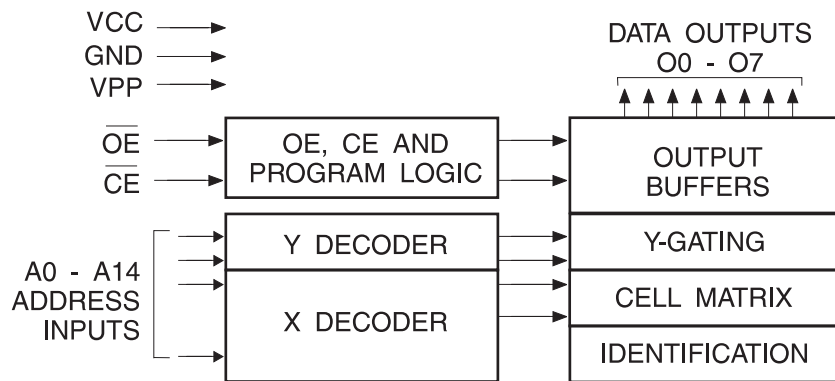 VCC
GND
VPP
DATA OUTPUTS
O0 - O7
OE
CE
OE, CE AND
PROGRAM LOGIC
OUTPUT
BUFFERS
A0 - A14
ADDRESS
INPUTS
Y DECODER
Y-GATING
X DECODER
CELL MATRIX
IDENTIFICATION